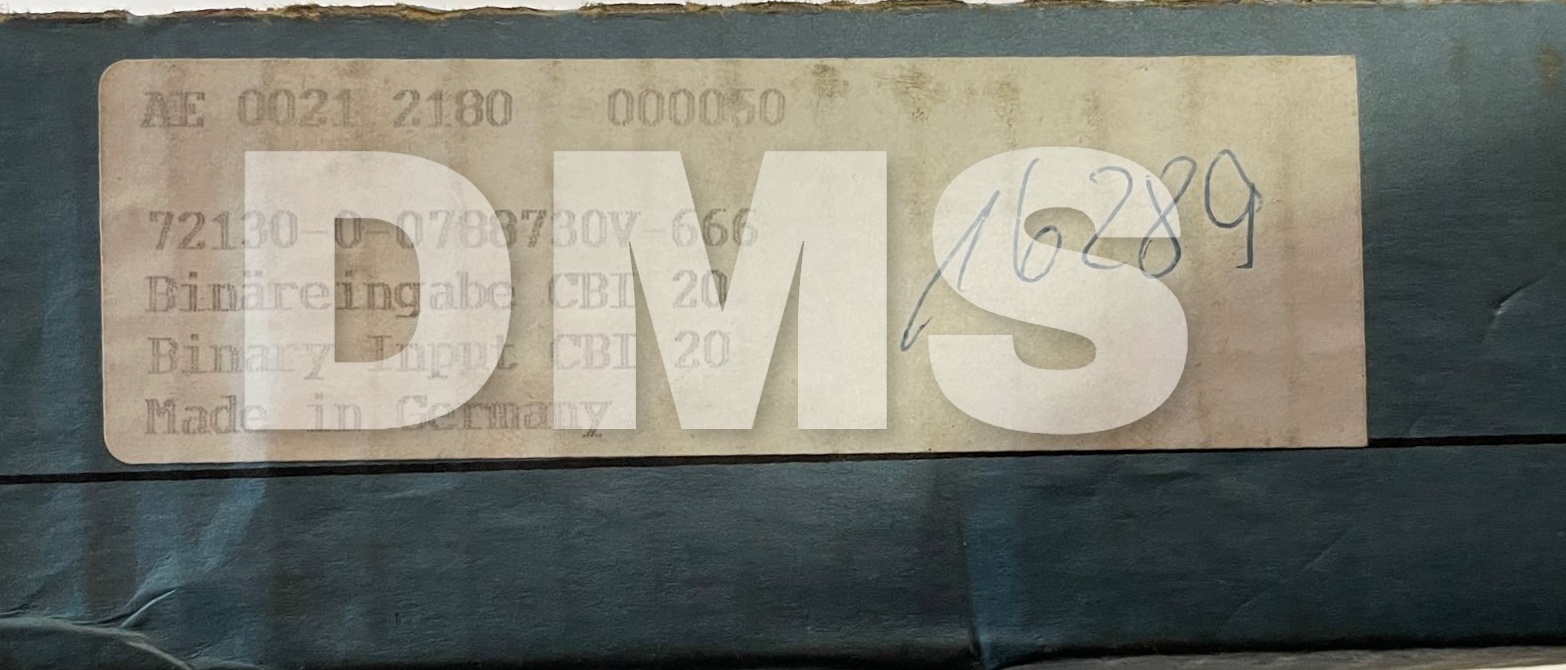 AE 0021 2180 000050
72130-0-0788730V-666
Binäreingabe CBI 20
Binary Input CBI 20
Made in Germany
16289
DMS